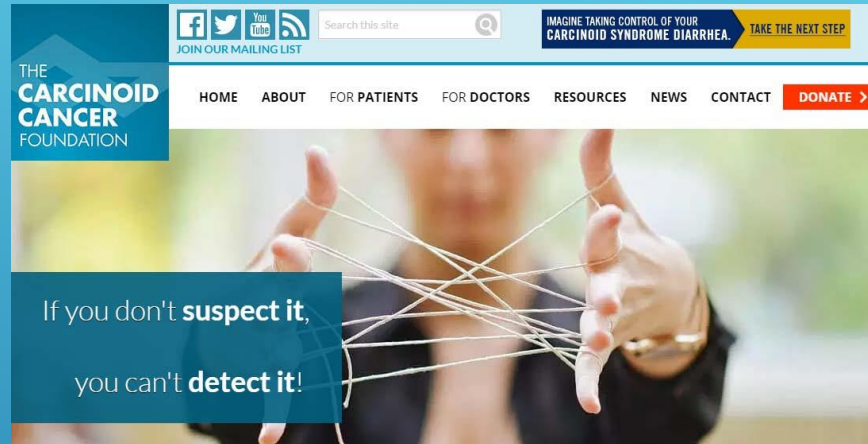 You
Tube
JOIN OUR MAILING LIST
Search this site
IMAGINE TAKING CONTROL OF YOUR
CARCINOID SYNDROME DIARRHEA.
TAKE THE NEXT STEP
THE
CARCINOID
CANCER
FOUNDATION
HOME ABOUT FOR PATIENTS FOR DOCTORS RESOURCES NEWS CONTACT DONATE
If you don't suspect it,
you can't detect it!